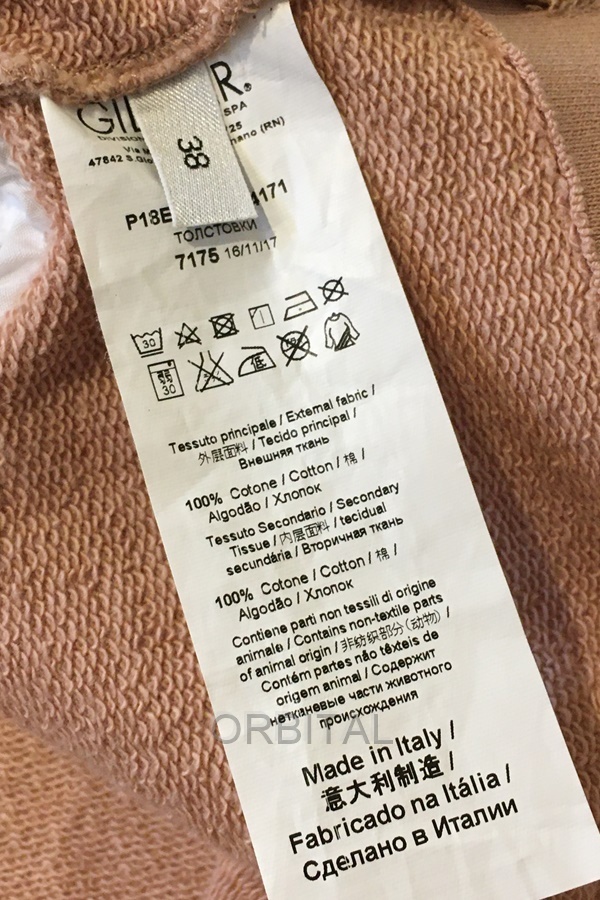 38
SPA
(RN)
P18E 4171
ТОЛСТОВКИ
7175 16/11/17
30
30
低
Tessuto principale / External fabric /
外层面料 / Tecido principal /
Внешняя ткань
100% Cotone / Cotton / 棉 /
Algodão / Хлопок
Tessuto Secondario / Secondary
Tissue / 内层面料 / tecidual
secundária / Вторичная ткань
100% Cotone / Cotton / 棉 /
Algodão / Хлопок
Contiene parti non tessili di origine
animale / Contains non-textile parts
of animal origin / 非纺织部分(动物) /
Contém partes não têxteis de
origem animal / Содержит
нетканевые части животного
происхождения
ORBITAL
Made in Italy /
意大利制造 /
Fabricado na Itália /
Сделано в Италии